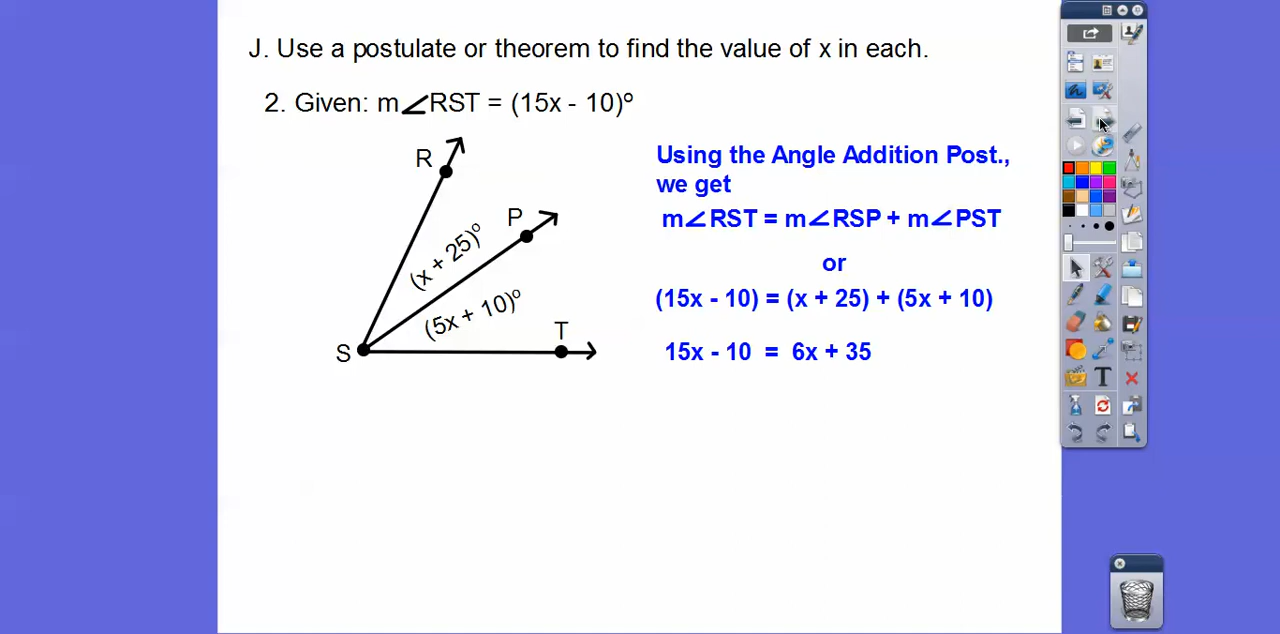 J. Use a postulate or theorem to find the value of x in each.
2. Given: m∠RST = (15x - 10)º
R
P
(x + 25)º
(5x + 10)º
S
T
Using the Angle Addition Post.,
we get
m∠RST = m∠RSP + m∠PST
or
(15x - 10) = (x + 25) + (5x + 10)
15x - 10 = 6x + 35
T